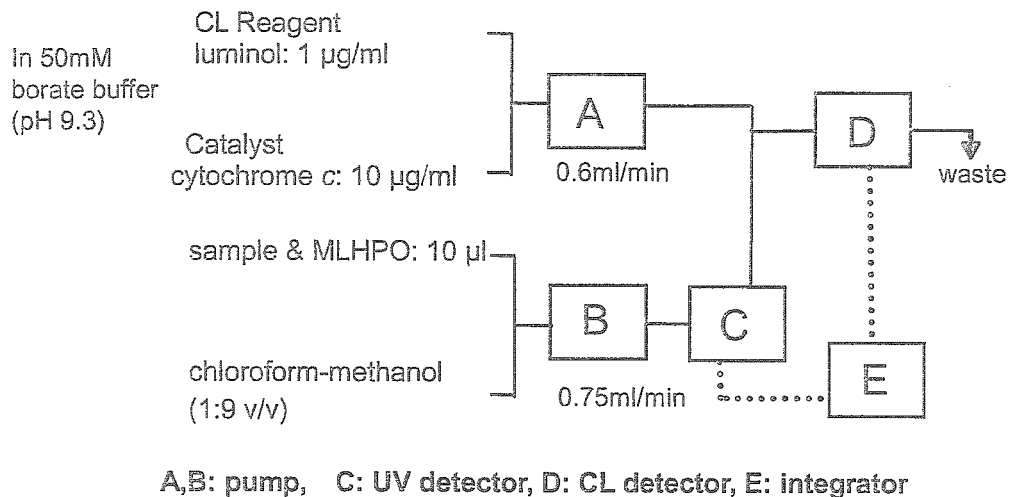 CL Reagent
luminol: 1 µg/ml
In 50mM
borate buffer
(pH 9.3)
A
D
Catalyst
cytochrome c: 10 µg/ml
0.6ml/min
waste
sample & MLHPO: 10 µl
B
C
E
chloroform-methanol
(1:9 v/v)
0.75ml/min
A,B: pump, C: UV detector, D: CL detector, E: integrator